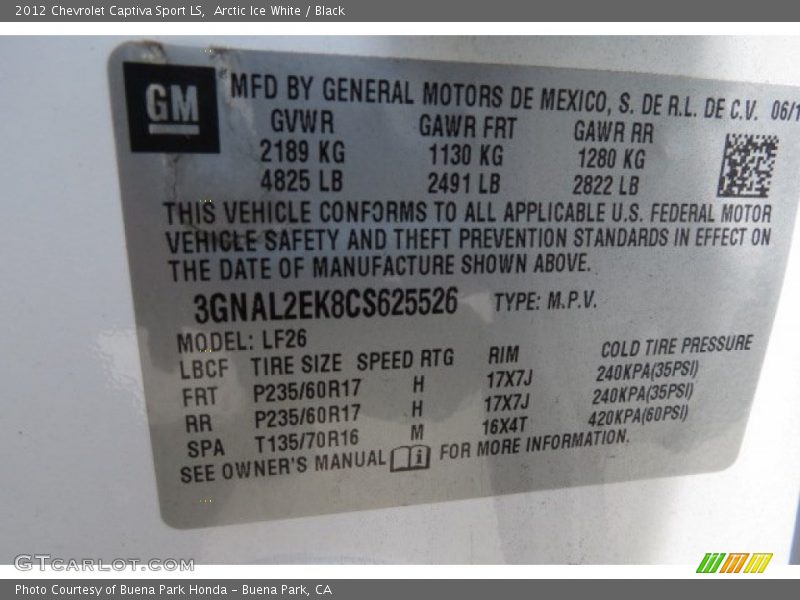 2012 Chevrolet Captiva Sport LS, Arctic Ice White / Black
GM
MFD BY GENERAL MOTORS DE MEXICO, S. DE R.L. DE C.V. 06/1
GVWR GAWR FRT GAWR RR
2189 KG 1130 KG 1280 KG
4825 LB 2491 LB 2822 LB
THIS VEHICLE CONFORMS TO ALL APPLICABLE U.S. FEDERAL MOTOR
VEHICLE SAFETY AND THEFT PREVENTION STANDARDS IN EFFECT ON
THE DATE OF MANUFACTURE SHOWN ABOVE.
3GNAL2EK8CS625526 TYPE: M.P.V.
MODEL: LF26
LBCF TIRE SIZE SPEED RTG RIM COLD TIRE PRESSURE
FRT P235/60R17 H 17X7J 240KPA(35PSI)
RR P235/60R17 H 17X7J 240KPA(35PSI)
SPA T135/70R16 M 16X4T 420KPA(60PSI)
SEE OWNER'S MANUAL i FOR MORE INFORMATION.
GTcarlot.com
Photo Courtesy of Buena Park Honda - Buena Park, CA